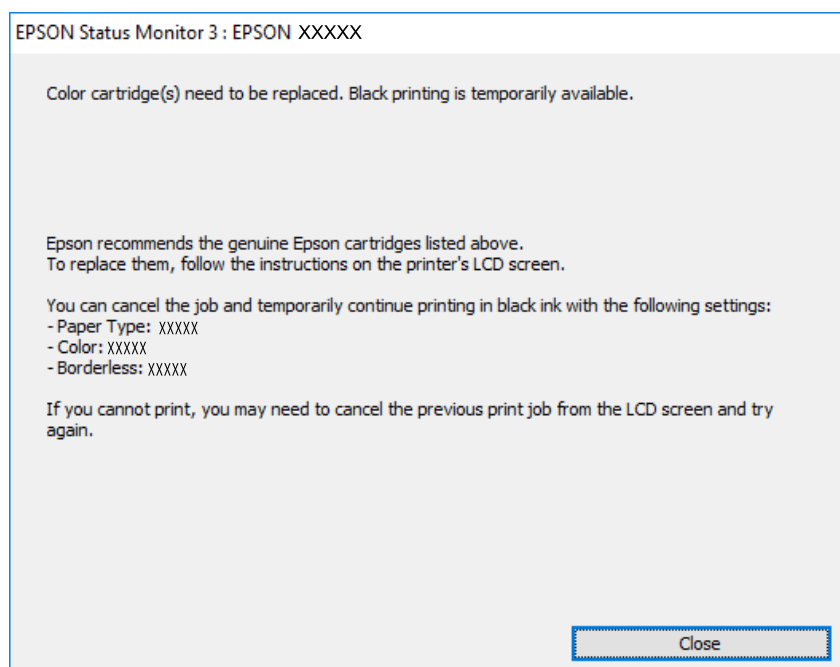 EPSON Status Monitor 3 : EPSON XXXXX
Color cartridge(s) need to be replaced. Black printing is temporarily available.
Epson recommends the genuine Epson cartridges listed above.
To replace them, follow the instructions on the printer's LCD screen.
You can cancel the job and temporarily continue printing in black ink with the following settings:
- Paper Type: XXXXX
- Color: XXXXX
- Borderless: XXXXX
If you cannot print, you may need to cancel the previous print job from the LCD screen and try
again.
Close